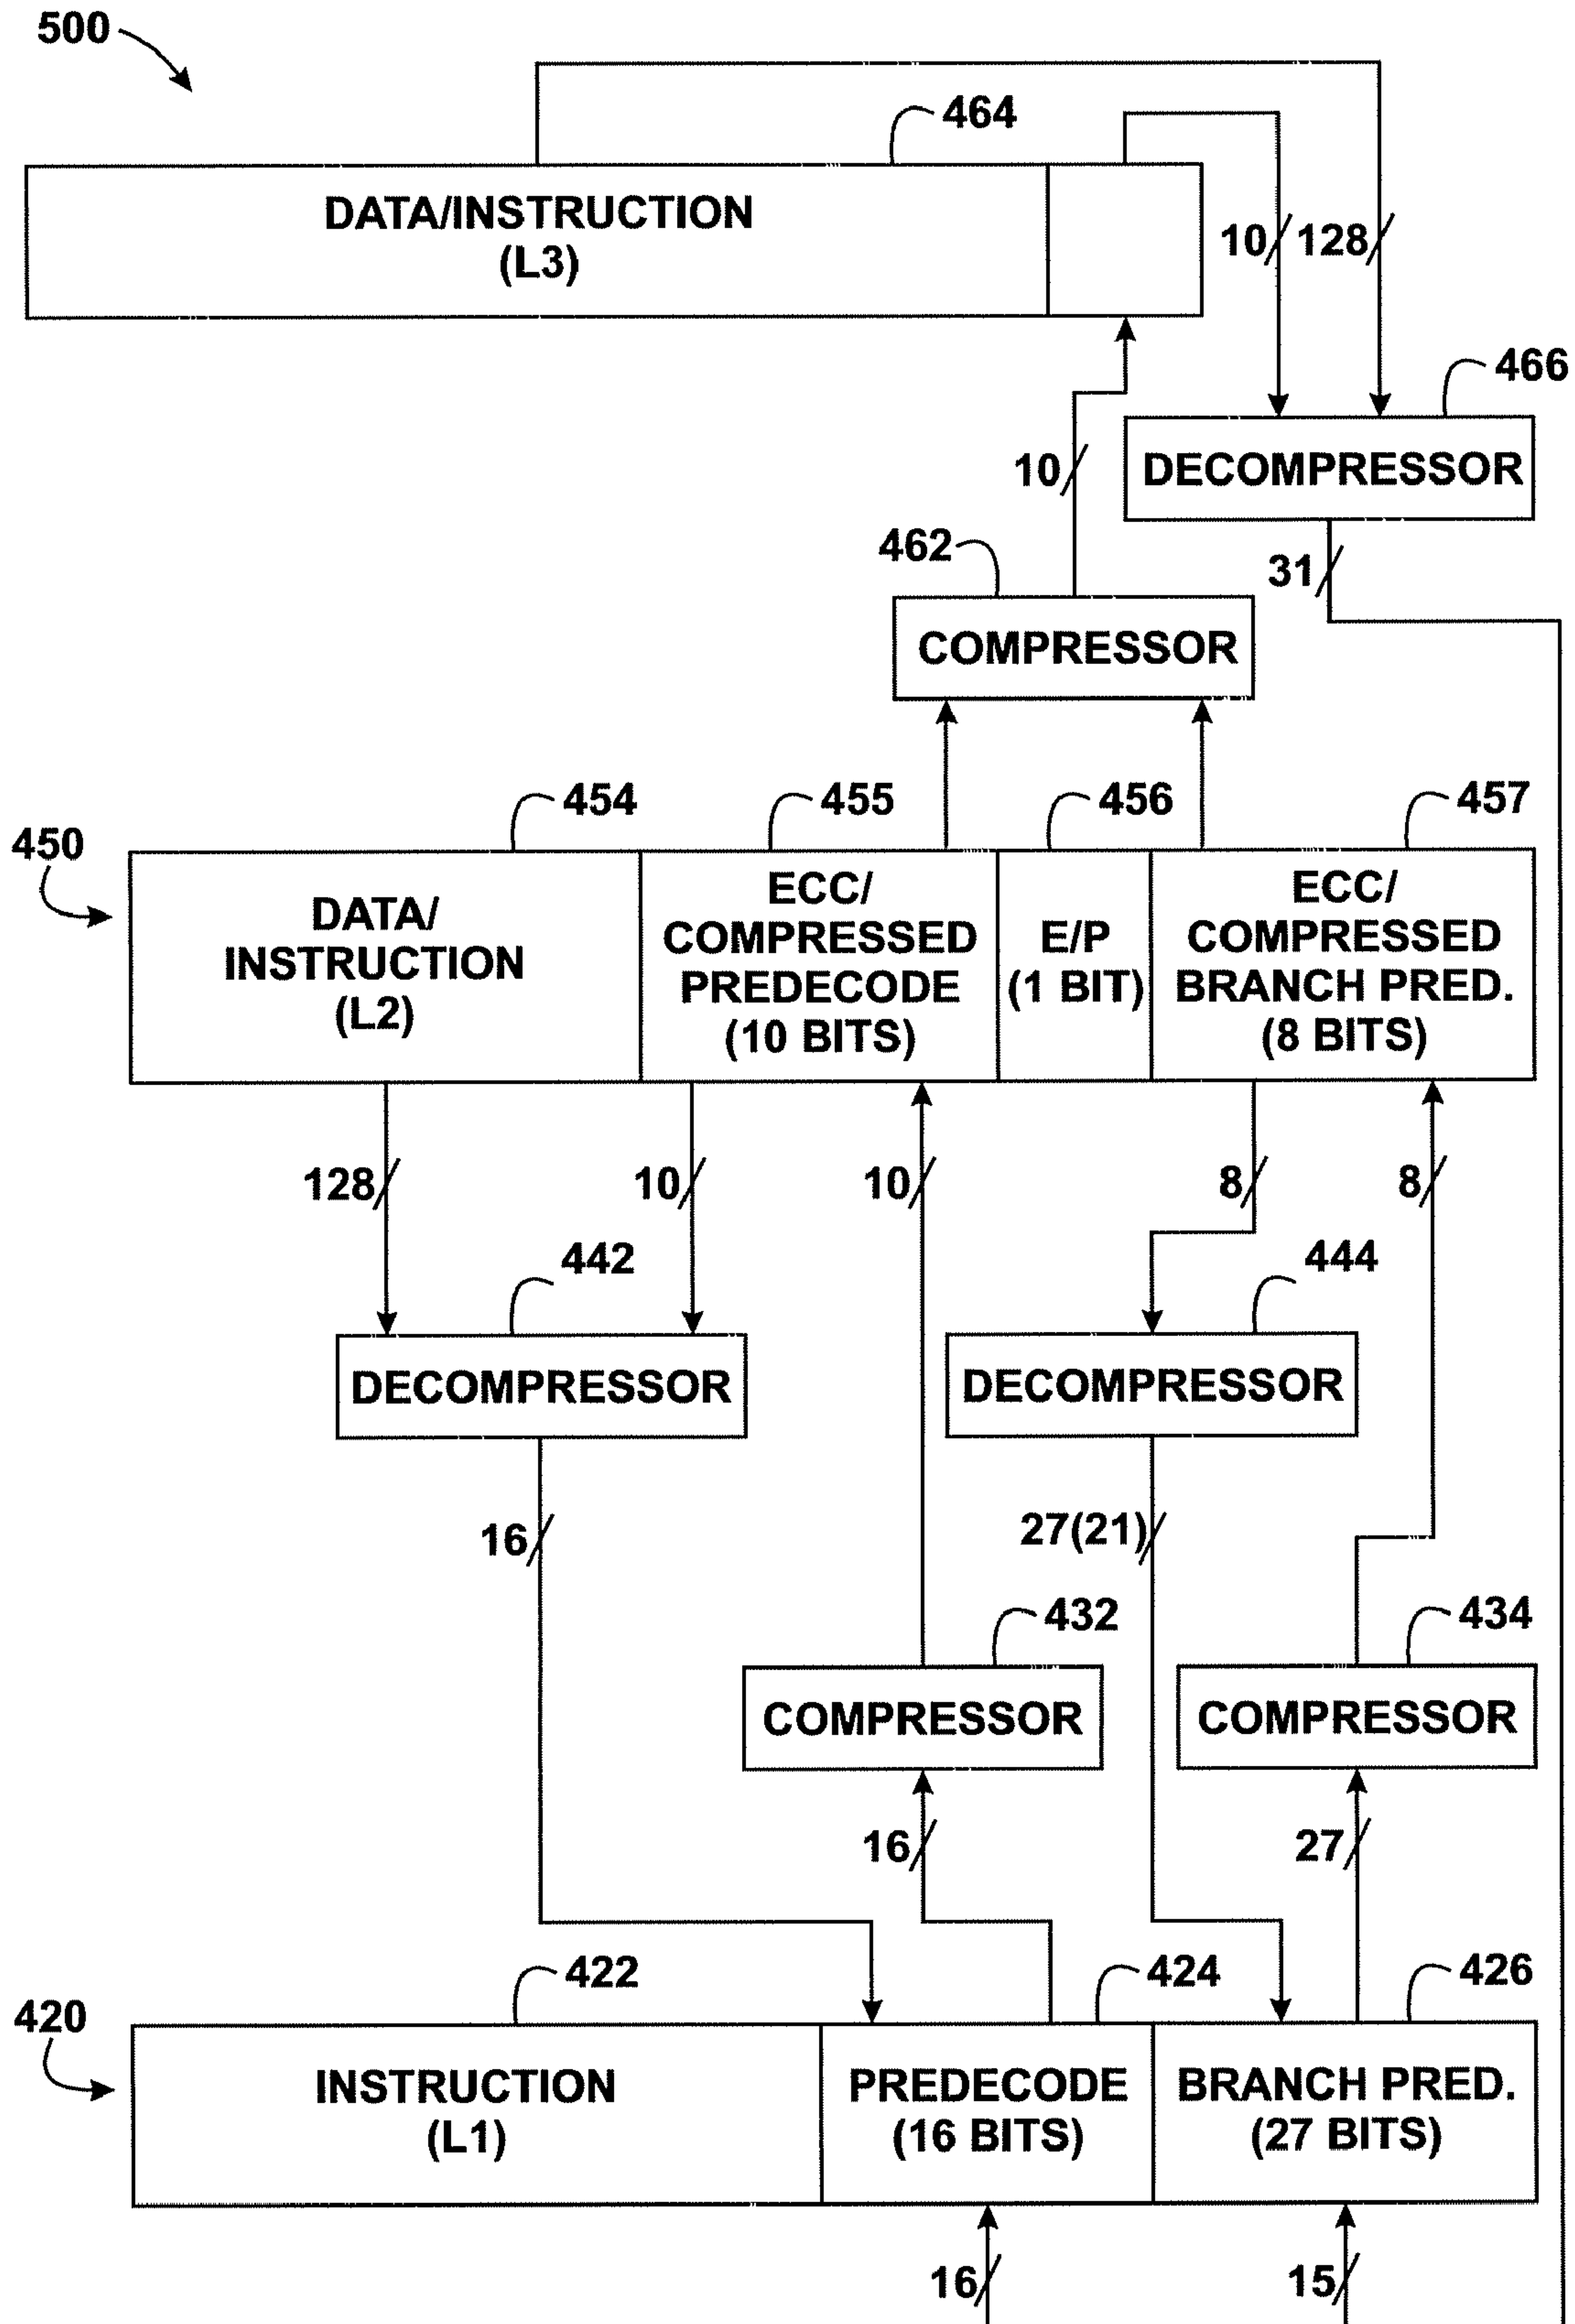 500
464
DATA/INSTRUCTION
(L3)
10
128
466
10
DECOMPRESSOR
462
31
COMPRESSOR
454
455
456
457
450
DATA/
INSTRUCTION
(L2)
ECC/
COMPRESSED
PREDECODE
(10 BITS)
E/P
(1 BIT)
ECC/
COMPRESSED
BRANCH PRED.
(8 BITS)
128
10
10
8
8
442
444
DECOMPRESSOR
DECOMPRESSOR
16
27(21)
432
434
COMPRESSOR
COMPRESSOR
16
27
422
424
426
420
INSTRUCTION
(L1)
PREDECODE
(16 BITS)
BRANCH PRED.
(27 BITS)
16
15